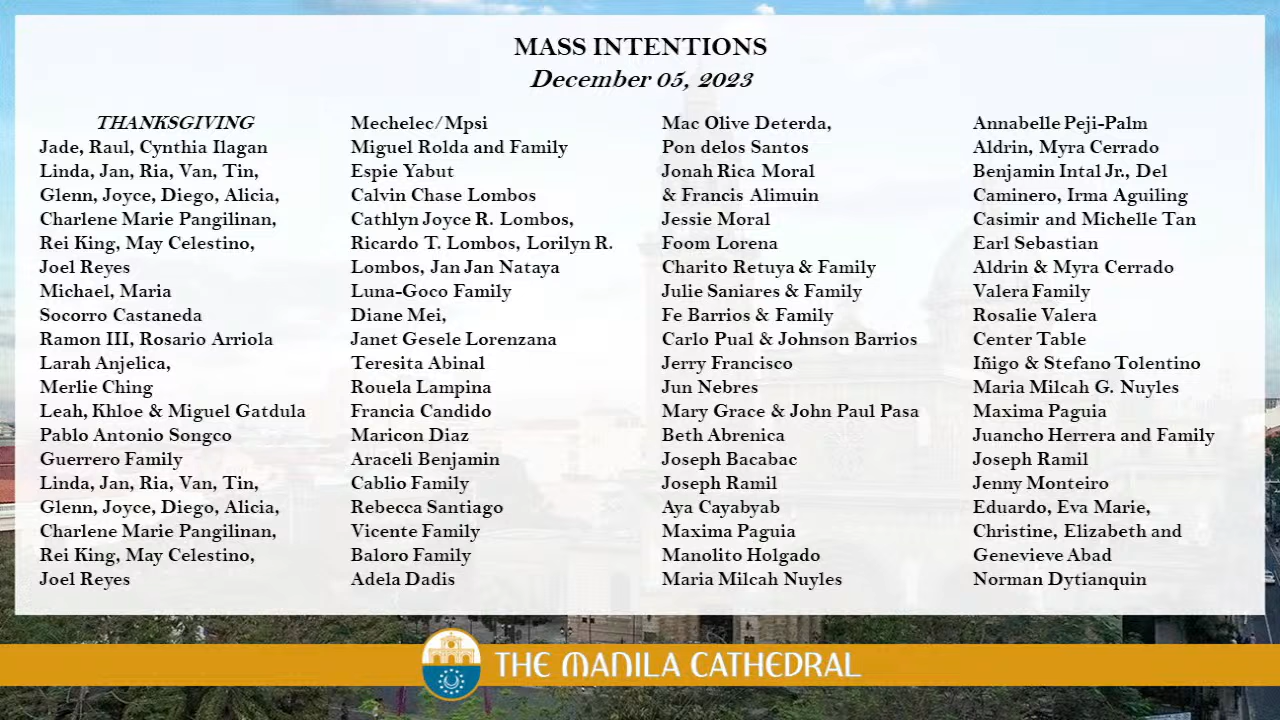 MASS INTENTIONS
December 05, 2023
THANKSGIVING
Jade, Raul, Cynthia Ilagan
Linda, Jan, Ria, Van, Tin,
Glenn, Joyce, Diego, Alicia,
Charlene Marie Pangilinan,
Rei King, May Celestino,
Joel Reyes
Michael, Maria
Socorro Castaneda
Ramon III, Rosario Arriola
Larah Anjelica,
Merlie Ching
Leah, Khloe & Miguel Gatdula
Pablo Antonio Songco
Guerrero Family
Linda, Jan, Ria, Van, Tin,
Glenn, Joyce, Diego, Alicia,
Charlene Marie Pangilinan,
Rei King, May Celestino,
Joel Reyes
Mechelec/Mpsi
Miguel Rolda and Family
Espie Yabut
Calvin Chase Lombos
Cathlyn Joyce R. Lombos,
Ricardo T. Lombos, Lorilyn R.
Lombos, Jan Jan Nataya
Luna-Goco Family
Diane Mei,
Janet Gesele Lorenzana
Teresita Abinal
Rouela Lampina
Francia Candido
Maricon Diaz
Araceli Benjamin
Cablio Family
Rebecca Santiago
Vicente Family
Baloro Family
Adela Dadis
Mac Olive Deterda,
Pon delos Santos
Jonah Rica Moral
& Francis Alimuin
Jessie Moral
Foom Lorena
Charito Retuya & Family
Julie Saniares & Family
Fe Barrios & Family
Carlo Pual & Johnson Barrios
Jerry Francisco
Jun Nebres
Mary Grace & John Paul Pasa
Beth Abrenica
Joseph Bacabac
Joseph Ramil
Aya Cayabyab
Maxima Paguia
Manolito Holgado
Maria Milcah Nuyles
Annabelle Peji-Palm
Aldrin, Myra Cerrado
Benjamin Intal Jr., Del
Caminero, Irma Aguiling
Casimir and Michelle Tan
Earl Sebastian
Aldrin & Myra Cerrado
Valera Family
Rosalie Valera
Center Table
Iñigo & Stefano Tolentino
Maria Milcah G. Nuyles
Maxima Paguia
Juancho Herrera and Family
Joseph Ramil
Jenny Monteiro
Eduardo, Eva Marie,
Christine, Elizabeth and
Genevieve Abad
Norman Dytianquin
THE MANILA CATHEDRAL